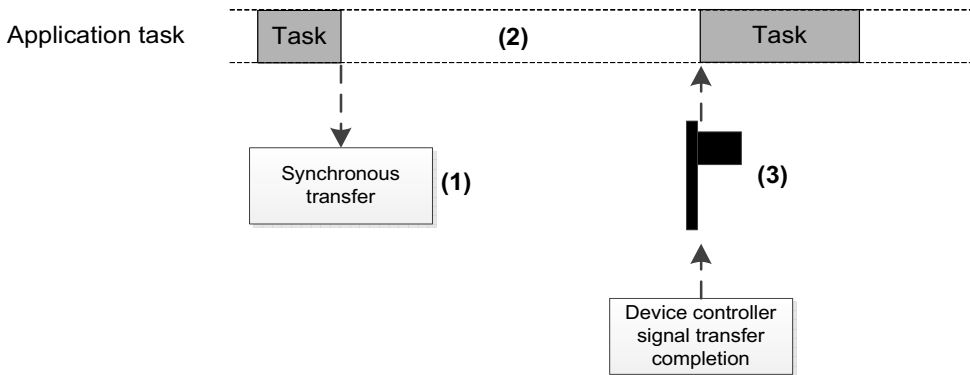 Application task
Task
(2)
Task
Synchronous
transfer
(1)
(3)
Device controller
signal transfer
completion